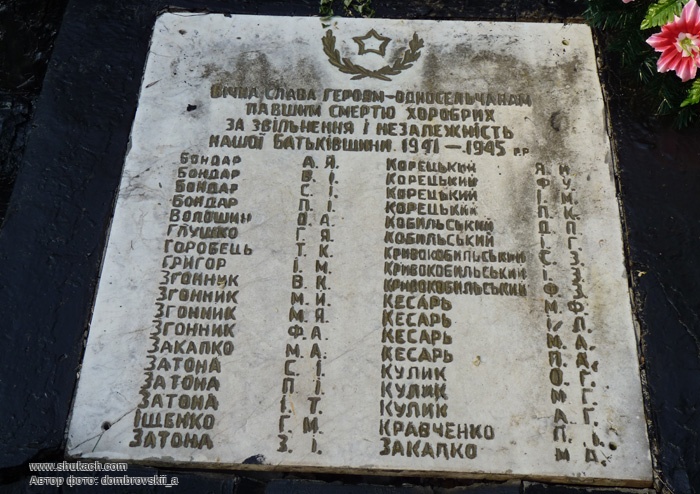 ВІЧНА СЛАВА ГЕРОЯМ-ОДНОСЕЛЬЧАНАМ
ПАВШИМ СМЕРТЮ ХОРОБРИХ
ЗА ЗВІЛЬНЕННЯ І НЕЗАЛЕЖНІСТЬ
НАШОЇ БАТЬКІВЩИНИ 1941-1945 р.р
БОНДАР А. Я.
БОНДАР В. І.
БОНДАР С. І.
БОНДАР П. І.
ВОЛОШИН О. А.
ГЛУШКО Г. Я
ГОРОБЕЦЬ Т. К.
ГРИГОР І. М.
ЗГОННИК В. К.
ЗГОННИК М. Й.
ЗГОННИК М. Я.
ЗГОННИК Ф. А.
ЗАКАПКО М. А.
ЗАТОНА С. І.
ЗАТОНА П. І.
ЗАТОНА І. Т.
ІЩЕНКО Г. М.
ЗАТОНА З. І.
КОРЕЦЬКИЙ Я. И
КОРЕЦЬКИЙ Ф. У.
КОРЕЦЬКИЙ І. М.
КОРЕЦЬКИЙ П. К.
КОБИЛЬСЬКИЙ
КОБИЛЬСЬКИЙ
КРИВОКОБИЛЬСЬКИЙ
КРИВОКОБИЛЬСЬКИЙ
КРИВОКОБИЛЬСЬКИЙ
КЕСАРЬ
КЕСАРЬ
КЕСАРЬ
КЕСАРЬ
КУЛИК
КУЛИК
КУЛИК
КРАВЧЕНКО
ЗАКАПКО М. Д.
www.shukach.com
Автор фото: dombrovskii_a